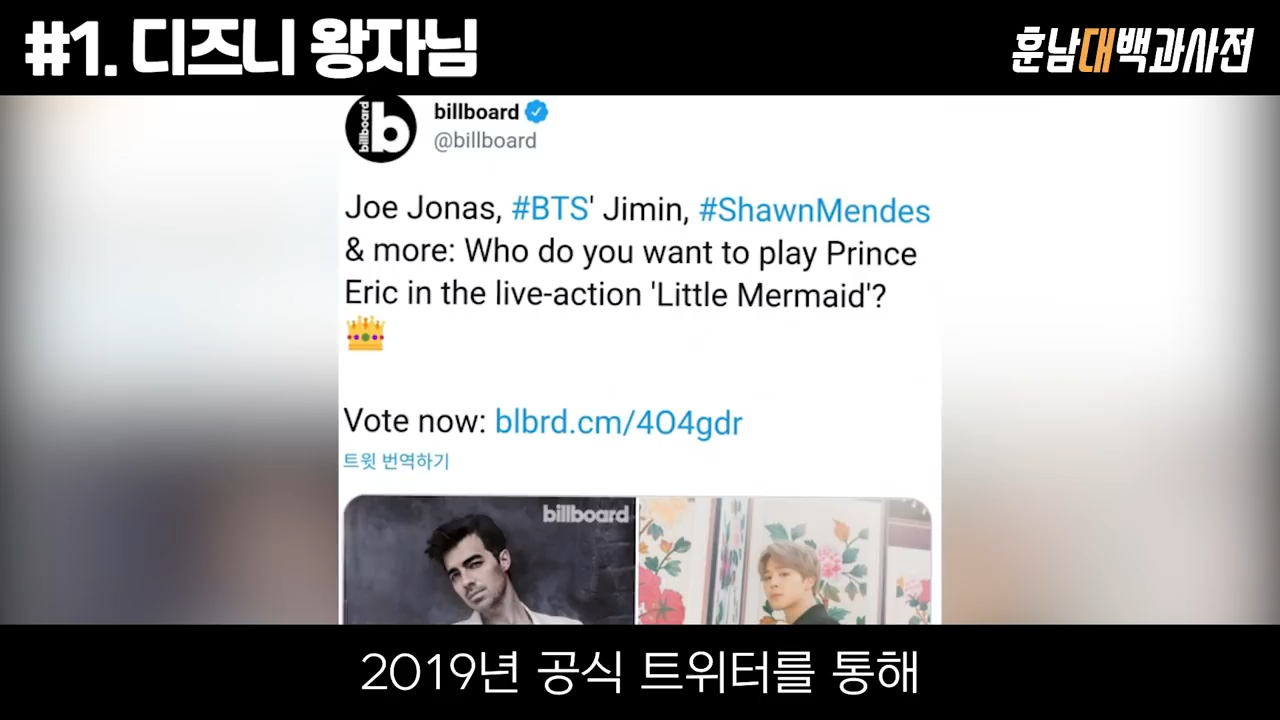 #1. 디즈니 왕자님
훈남대백과사전
billboard
billboard
@billboard
Joe Jonas, #BTS' Jimin, #ShawnMendes
& more: Who do you want to play Prince
Eric in the live-action 'Little Mermaid'?
Vote now: blbrd.cm/4O4gdr
트윗 번역하기
billboard
2019년 공식 트위터를 통해